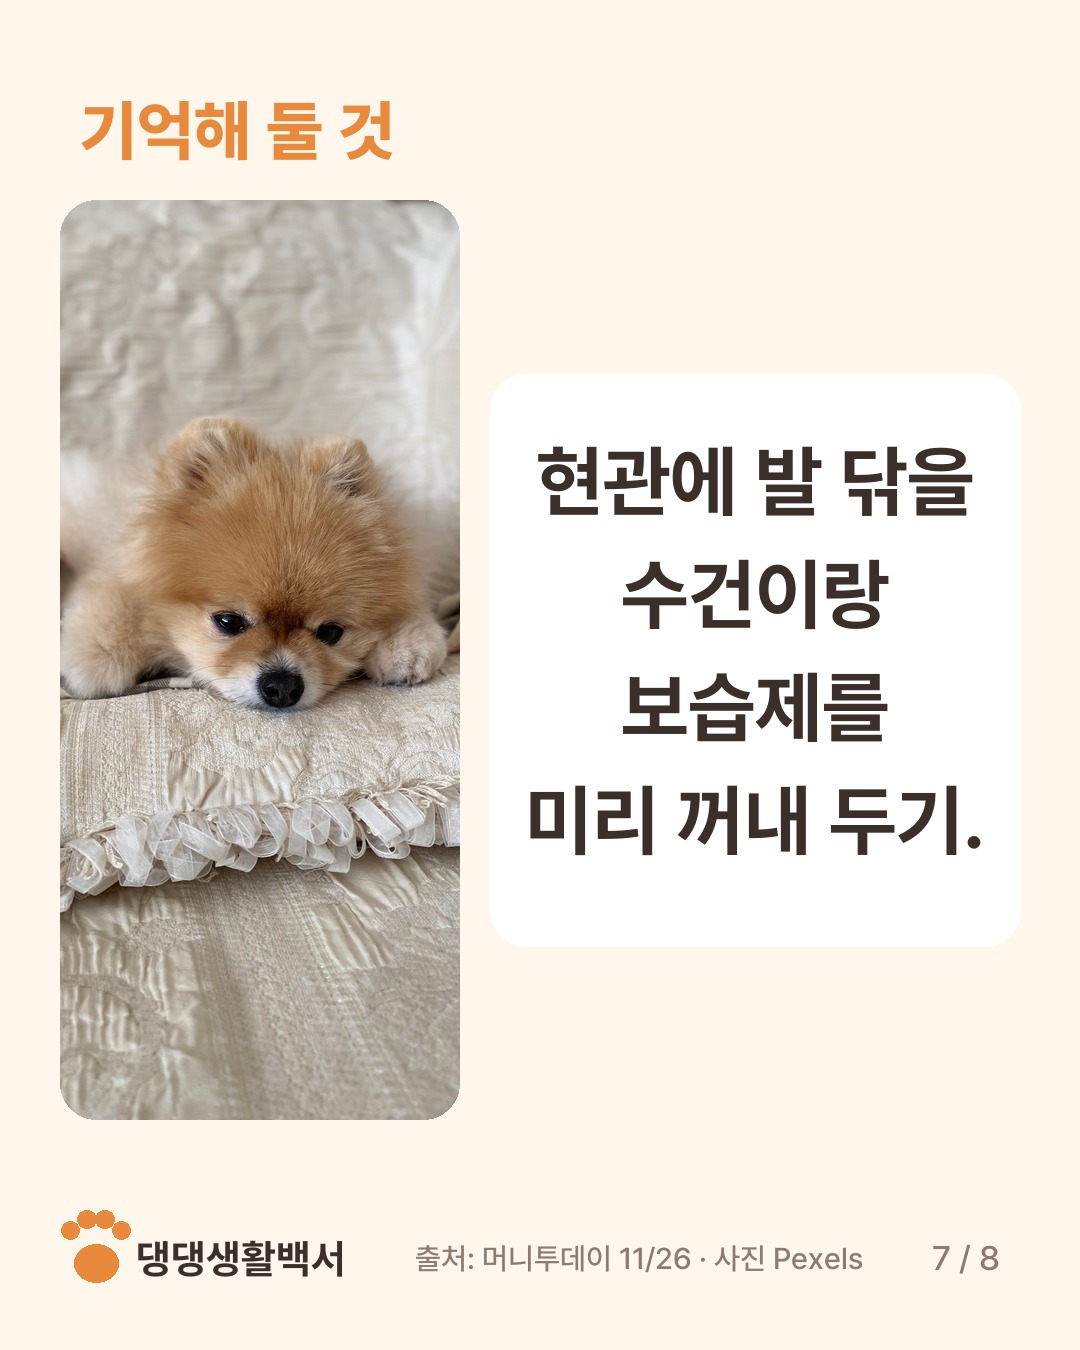 기억해 둘 것
현관에 발 닦을
수건이랑
보습제를
미리 꺼내 두기.
댕댕생활백서
출처: 머니투데이 11/26 · 사진 Pexels
7 / 8